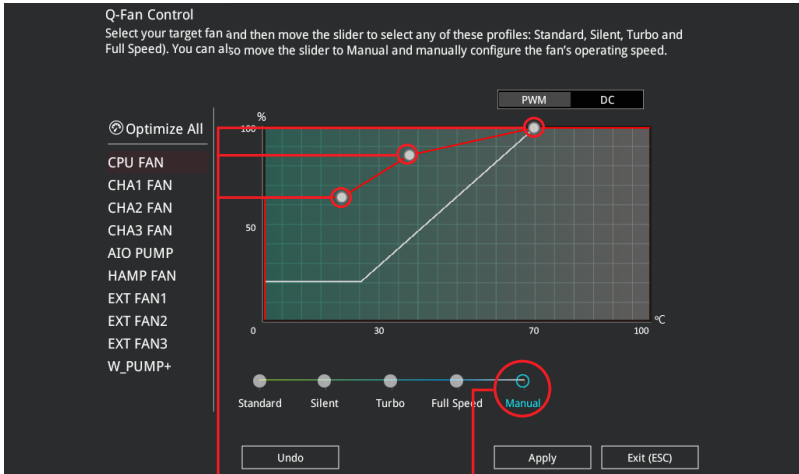 Q-Fan Control
Select your target fan and then move the slider to select any of these profiles: Standard, Silent, Turbo and
Full Speed). You can also move the slider to Manual and manually configure the fan's operating speed.
PWM DC
%
Optimize All
100
CPU FAN
CHA1 FAN
CHA2 FAN
50
CHA3 FAN
AIO PUMP
HAMP FAN
EXT FAN1
ºC
EXT FAN2
0 30 70 100
EXT FAN3
W_PUMP+
Standard Silent Turbo Full Speed Manual
Undo Apply Exit (ESC)